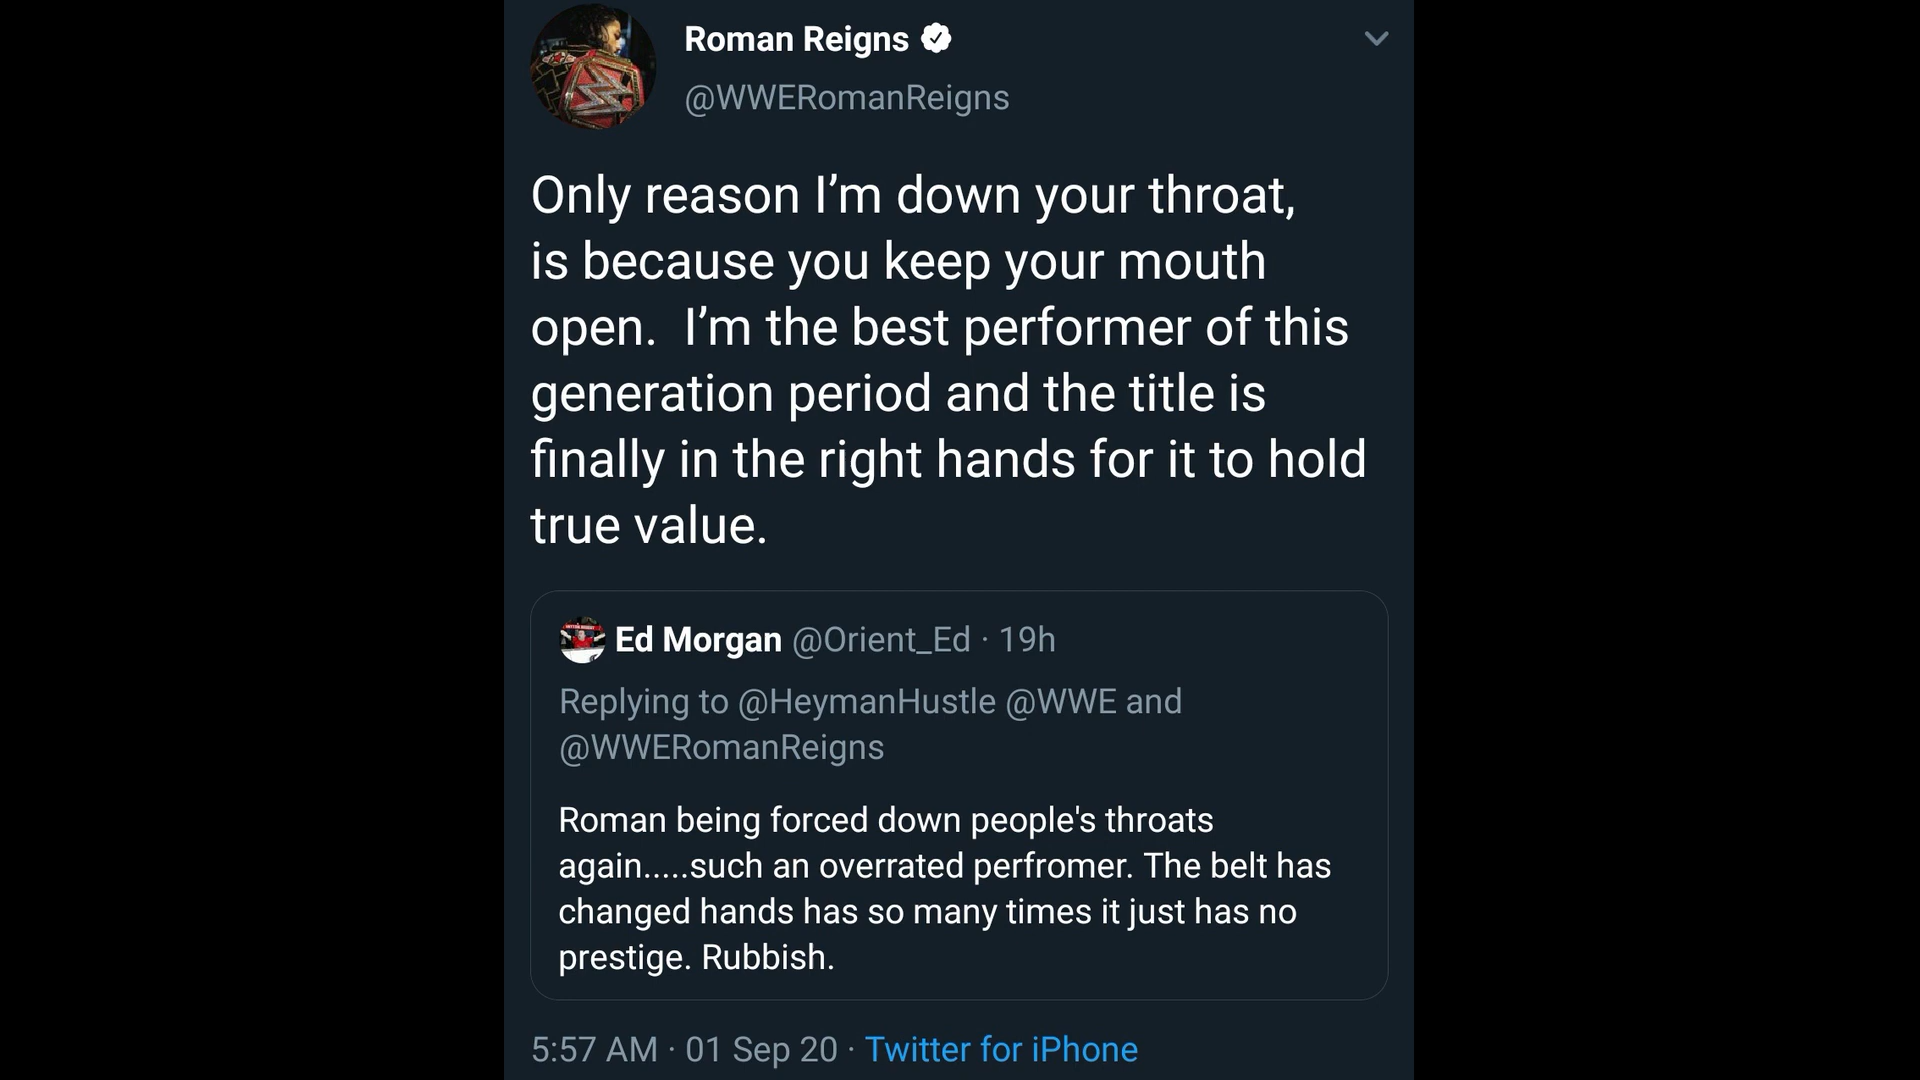 Roman Reigns
@WWERomanReigns
Only reason I’m down your throat,
is because you keep your mouth
open.  I’m the best performer of this
generation period and the title is
finally in the right hands for it to hold
true value.
Ed Morgan @Orient_Ed · 19h
Replying to @HeymanHustle @WWE and
@WWERomanReigns
Roman being forced down people's throats
again.....such an overrated perfromer. The belt has
changed hands has so many times it just has no
prestige. Rubbish.
5:57 AM · 01 Sep 20 · Twitter for iPhone